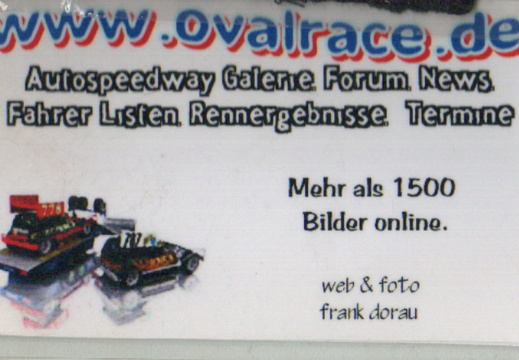 www.ovalrace.de
Autospeedway Galerie Forum News
Fahrer Listen Rennergebnisse Termine
Mehr als 1500
Bilder online.
web & foto
frank dorau